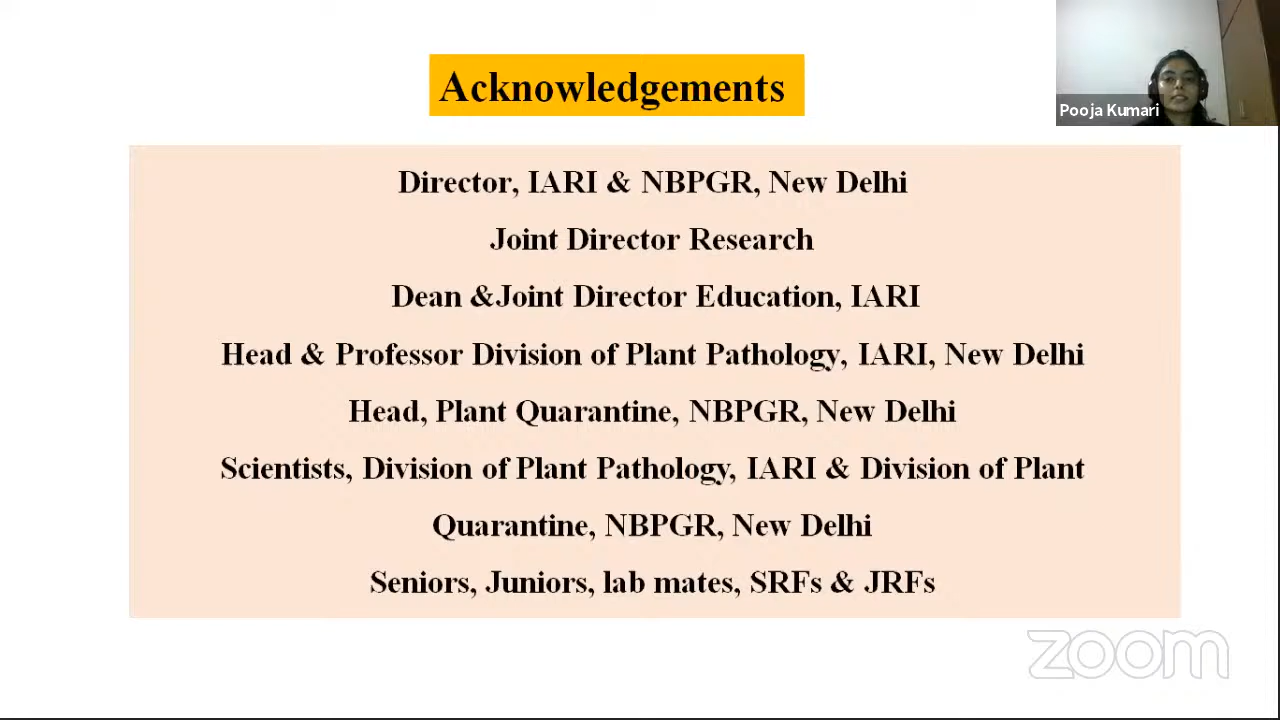 Acknowledgements
Pooja Kumari
Director, IARI & NBPGR, New Delhi
Joint Director Research
Dean &Joint Director Education, IARI
Head & Professor Division of Plant Pathology, IARI, New Delhi
Head, Plant Quarantine, NBPGR, New Delhi
Scientists, Division of Plant Pathology, IARI & Division of Plant
Quarantine, NBPGR, New Delhi
Seniors, Juniors, lab mates, SRFs & JRFs
zoom